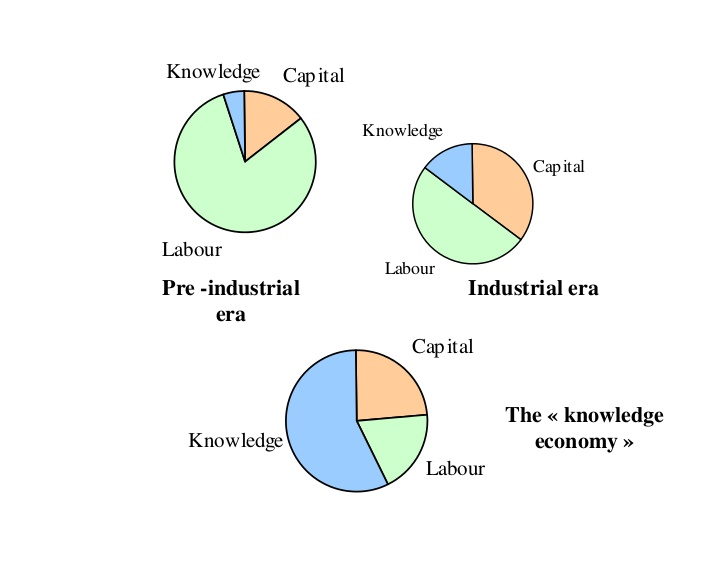 Knowledge
Capital
Labour
Pre -industrial
era
Knowledge
Capital
Labour
Industrial era
Capital
Knowledge
Labour
The « knowledge
economy »